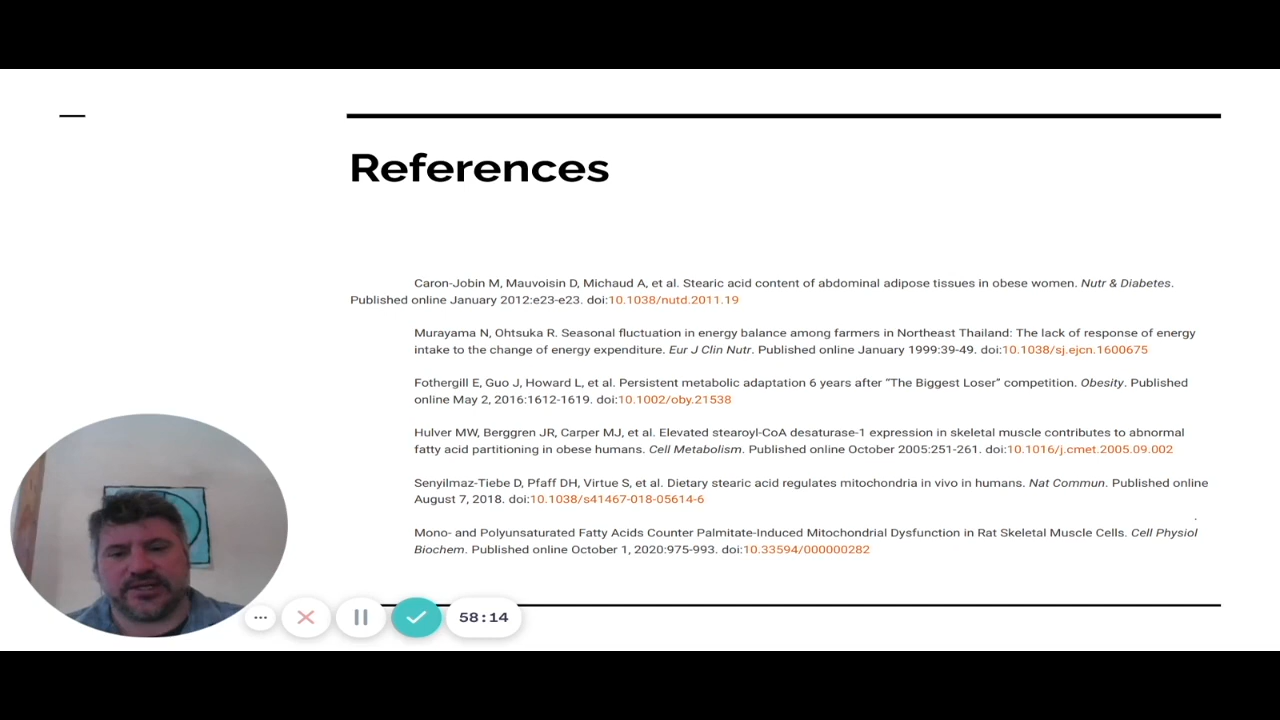 References
Caron-Jobin M, Mauvoisin D, Michaud A, et al. Stearic acid content of abdominal adipose tissues in obese women. Nutr & Diabetes.
Published online January 2012:e23-e23. doi:10.1038/nutd.2011.19
Murayama N, Ohtsuka R. Seasonal fluctuation in energy balance among farmers in Northeast Thailand: The lack of response of energy
intake to the change of energy expenditure. Eur J Clin Nutr. Published online January 1999:39-49. doi:10.1038/sj.ejcn.1600675
Fothergill E, Guo J, Howard L, et al. Persistent metabolic adaptation 6 years after “The Biggest Loser” competition. Obesity. Published
online May 2, 2016:1612-1619. doi:10.1002/oby.21538
Hulver MW, Berggren JR, Carper MJ, et al. Elevated stearoyl-CoA desaturase-1 expression in skeletal muscle contributes to abnormal
fatty acid partitioning in obese humans. Cell Metabolism. Published online October 2005:251-261. doi:10.1016/j.cmet.2005.09.002
Senyilmaz-Tiebe D, Pfaff DH, Virtue S, et al. Dietary stearic acid regulates mitochondria in vivo in humans. Nat Commun. Published online
August 7, 2018. doi:10.1038/s41467-018-05614-6
Mono- and Polyunsaturated Fatty Acids Counter Palmitate-Induced Mitochondrial Dysfunction in Rat Skeletal Muscle Cells. Cell Physiol
Biochem. Published online October 1, 2020:975-993. doi:10.33594/000000282
58:14